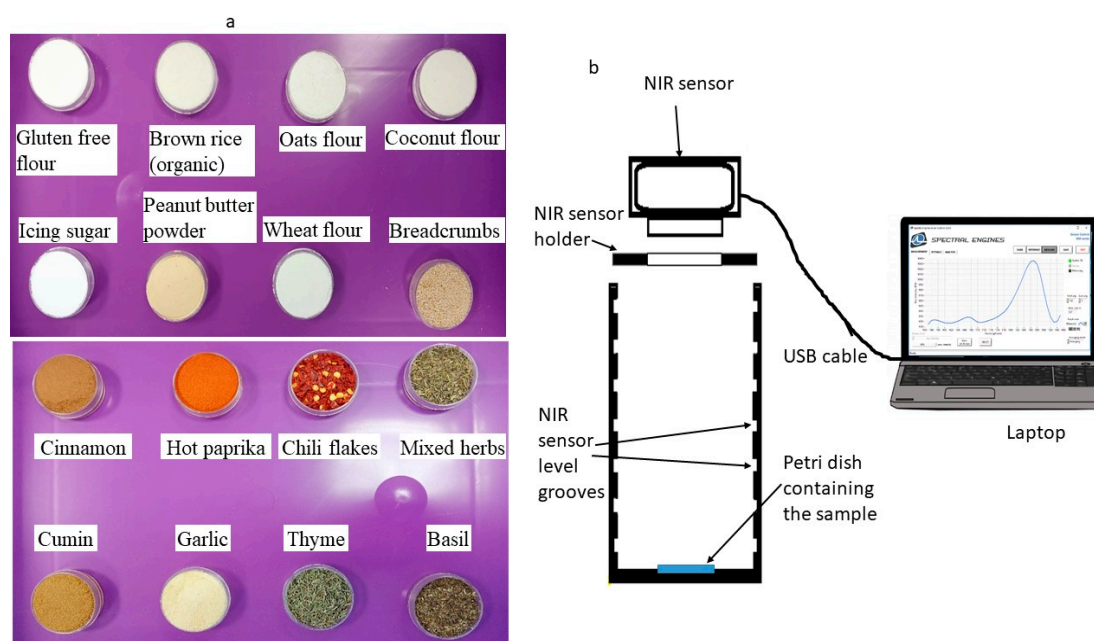 a
Gluten free
flour
Brown rice
(organic)
Oats flour
Coconut flour
Icing sugar
Peanut butter
powder
Wheat flour
Breadcrumbs
Cinnamon
Hot paprika
Chili flakes
Mixed herbs
Cumin
Garlic
Thyme
Basil
b
NIR sensor
NIR sensor
holder
SPECTRAL ENGINES
USB cable
Laptop
NIR
sensor
level
grooves
Petri dish
containing
the sample